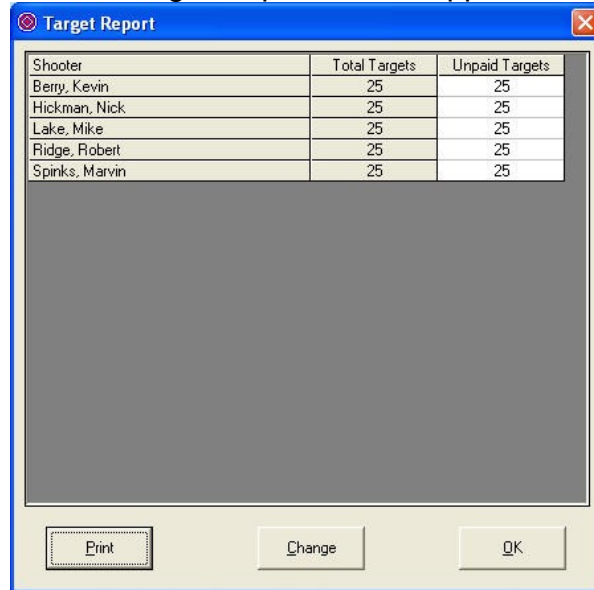 Target Report
Shooter Total Targets Unpaid Targets
Berry, Kevin 25 25
Hickman, Nick 25 25
Lake, Mike 25 25
Ridge, Robert 25 25
Spinks, Marvin 25 25
Print Change OK